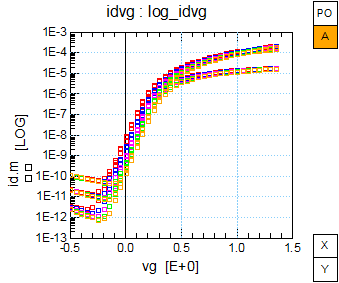 idvg : log_idvg
PO
A
1E-3
1E-4
1E-5
1E-6
1E-7
1E-8
1E-9
1E-10
1E-11
1E-12
1E-13
id.m [LOG]
-0.5
0.0
0.5
1.0
1.5
vg [E+0]
X
Y